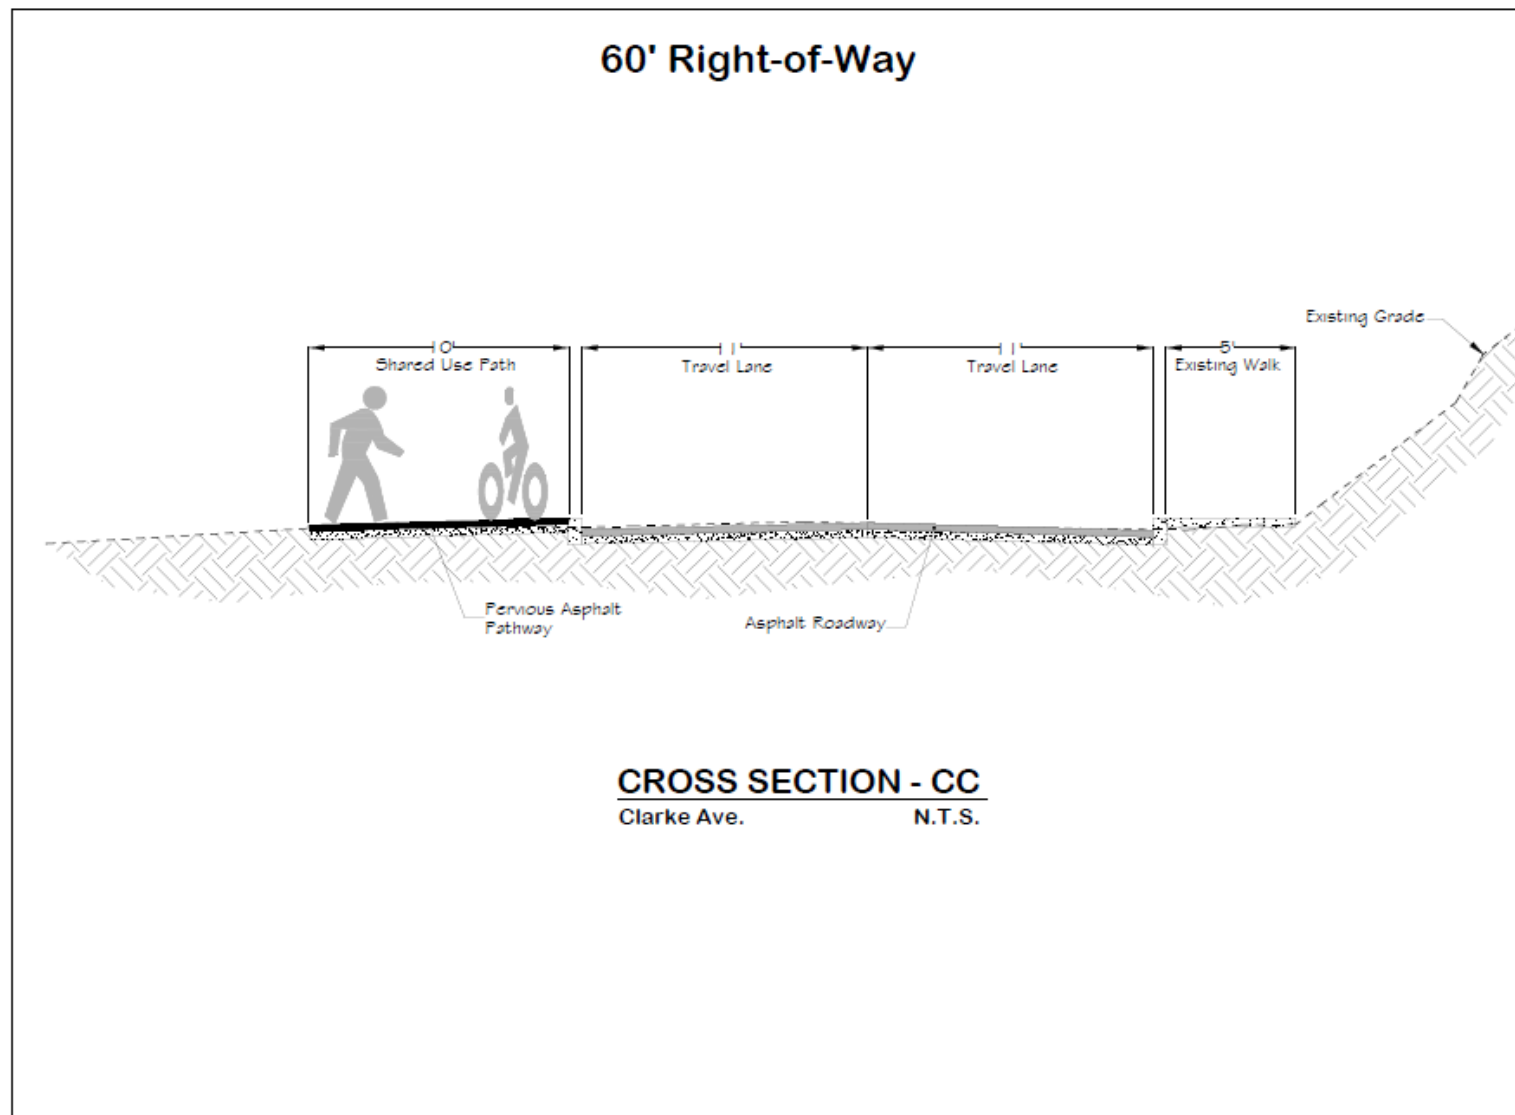 60' Right-of-Way
Existing Grade
10'
Shared Use Path
11'
Travel Lane
11'
Travel Lane
5'
Existing Walk
Pervious Asphalt
Pathway
Asphalt Roadway
CROSS SECTION - CC
Clarke Ave. N.T.S.